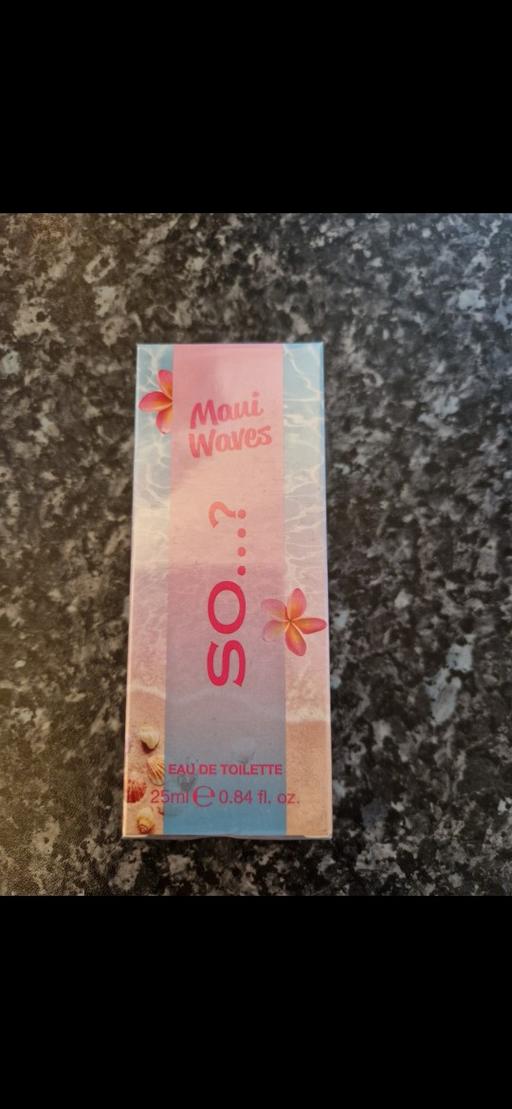 Maui
Waves
SO...?
EAU DE TOILETTE
25ml ℮ 0.84 fl. oz.